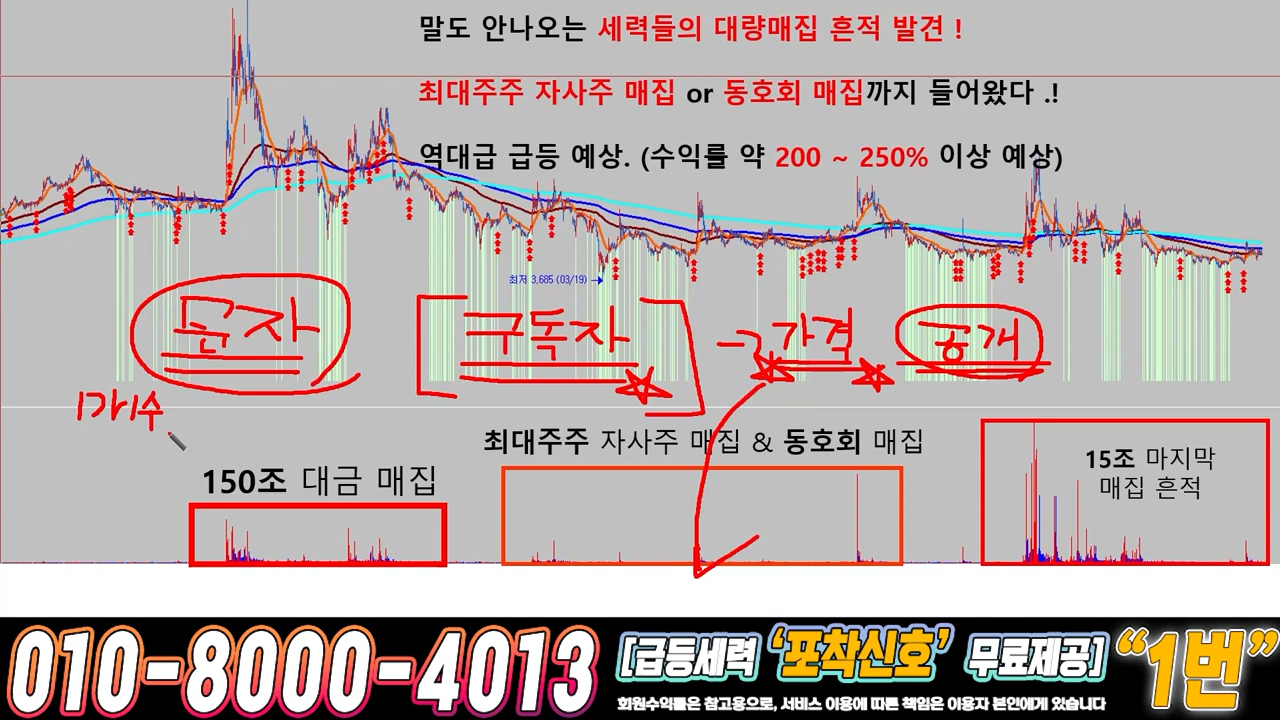 말도 안나오는 세력들의 대량매집 흔적 발견 !
최대주주 자사주 매집 or 동호회 매집까지 들어왔다 .!
역대급 급등 예상. (수익률 약 200 ~ 250% 이상 예상)
최저 3,685 (03/19)
문자 구독자 가격 공개
최대주주 자사주 매집 & 동호회 매집
15조 마지막
매집 흔적
150조 대금 매집
010-8000-4013
[급등세력 '포착신호' 무료제공] "1번"
회원수익률은 참고용으로, 서비스 이용에 따른 책임은 이용자 본인에게 있습니다